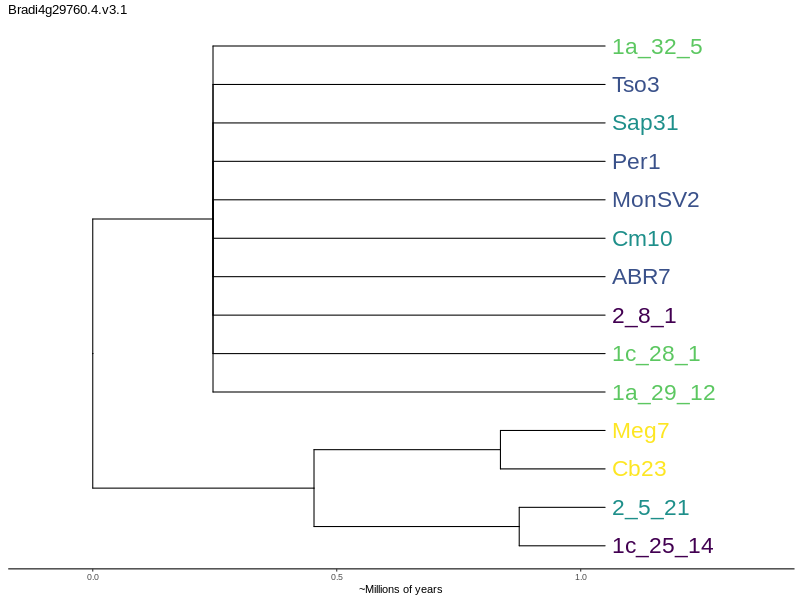 Bradi4g29760.4.v3.1
1a_32_5
Tso3
Sap31
Per1
MonSV2
Cm10
ABR7
2_8_1
1c_28_1
1a_29_12
Meg7
Cb23
2_5_21
1c_25_14
0.0 0.5 1.0
~Millions of years